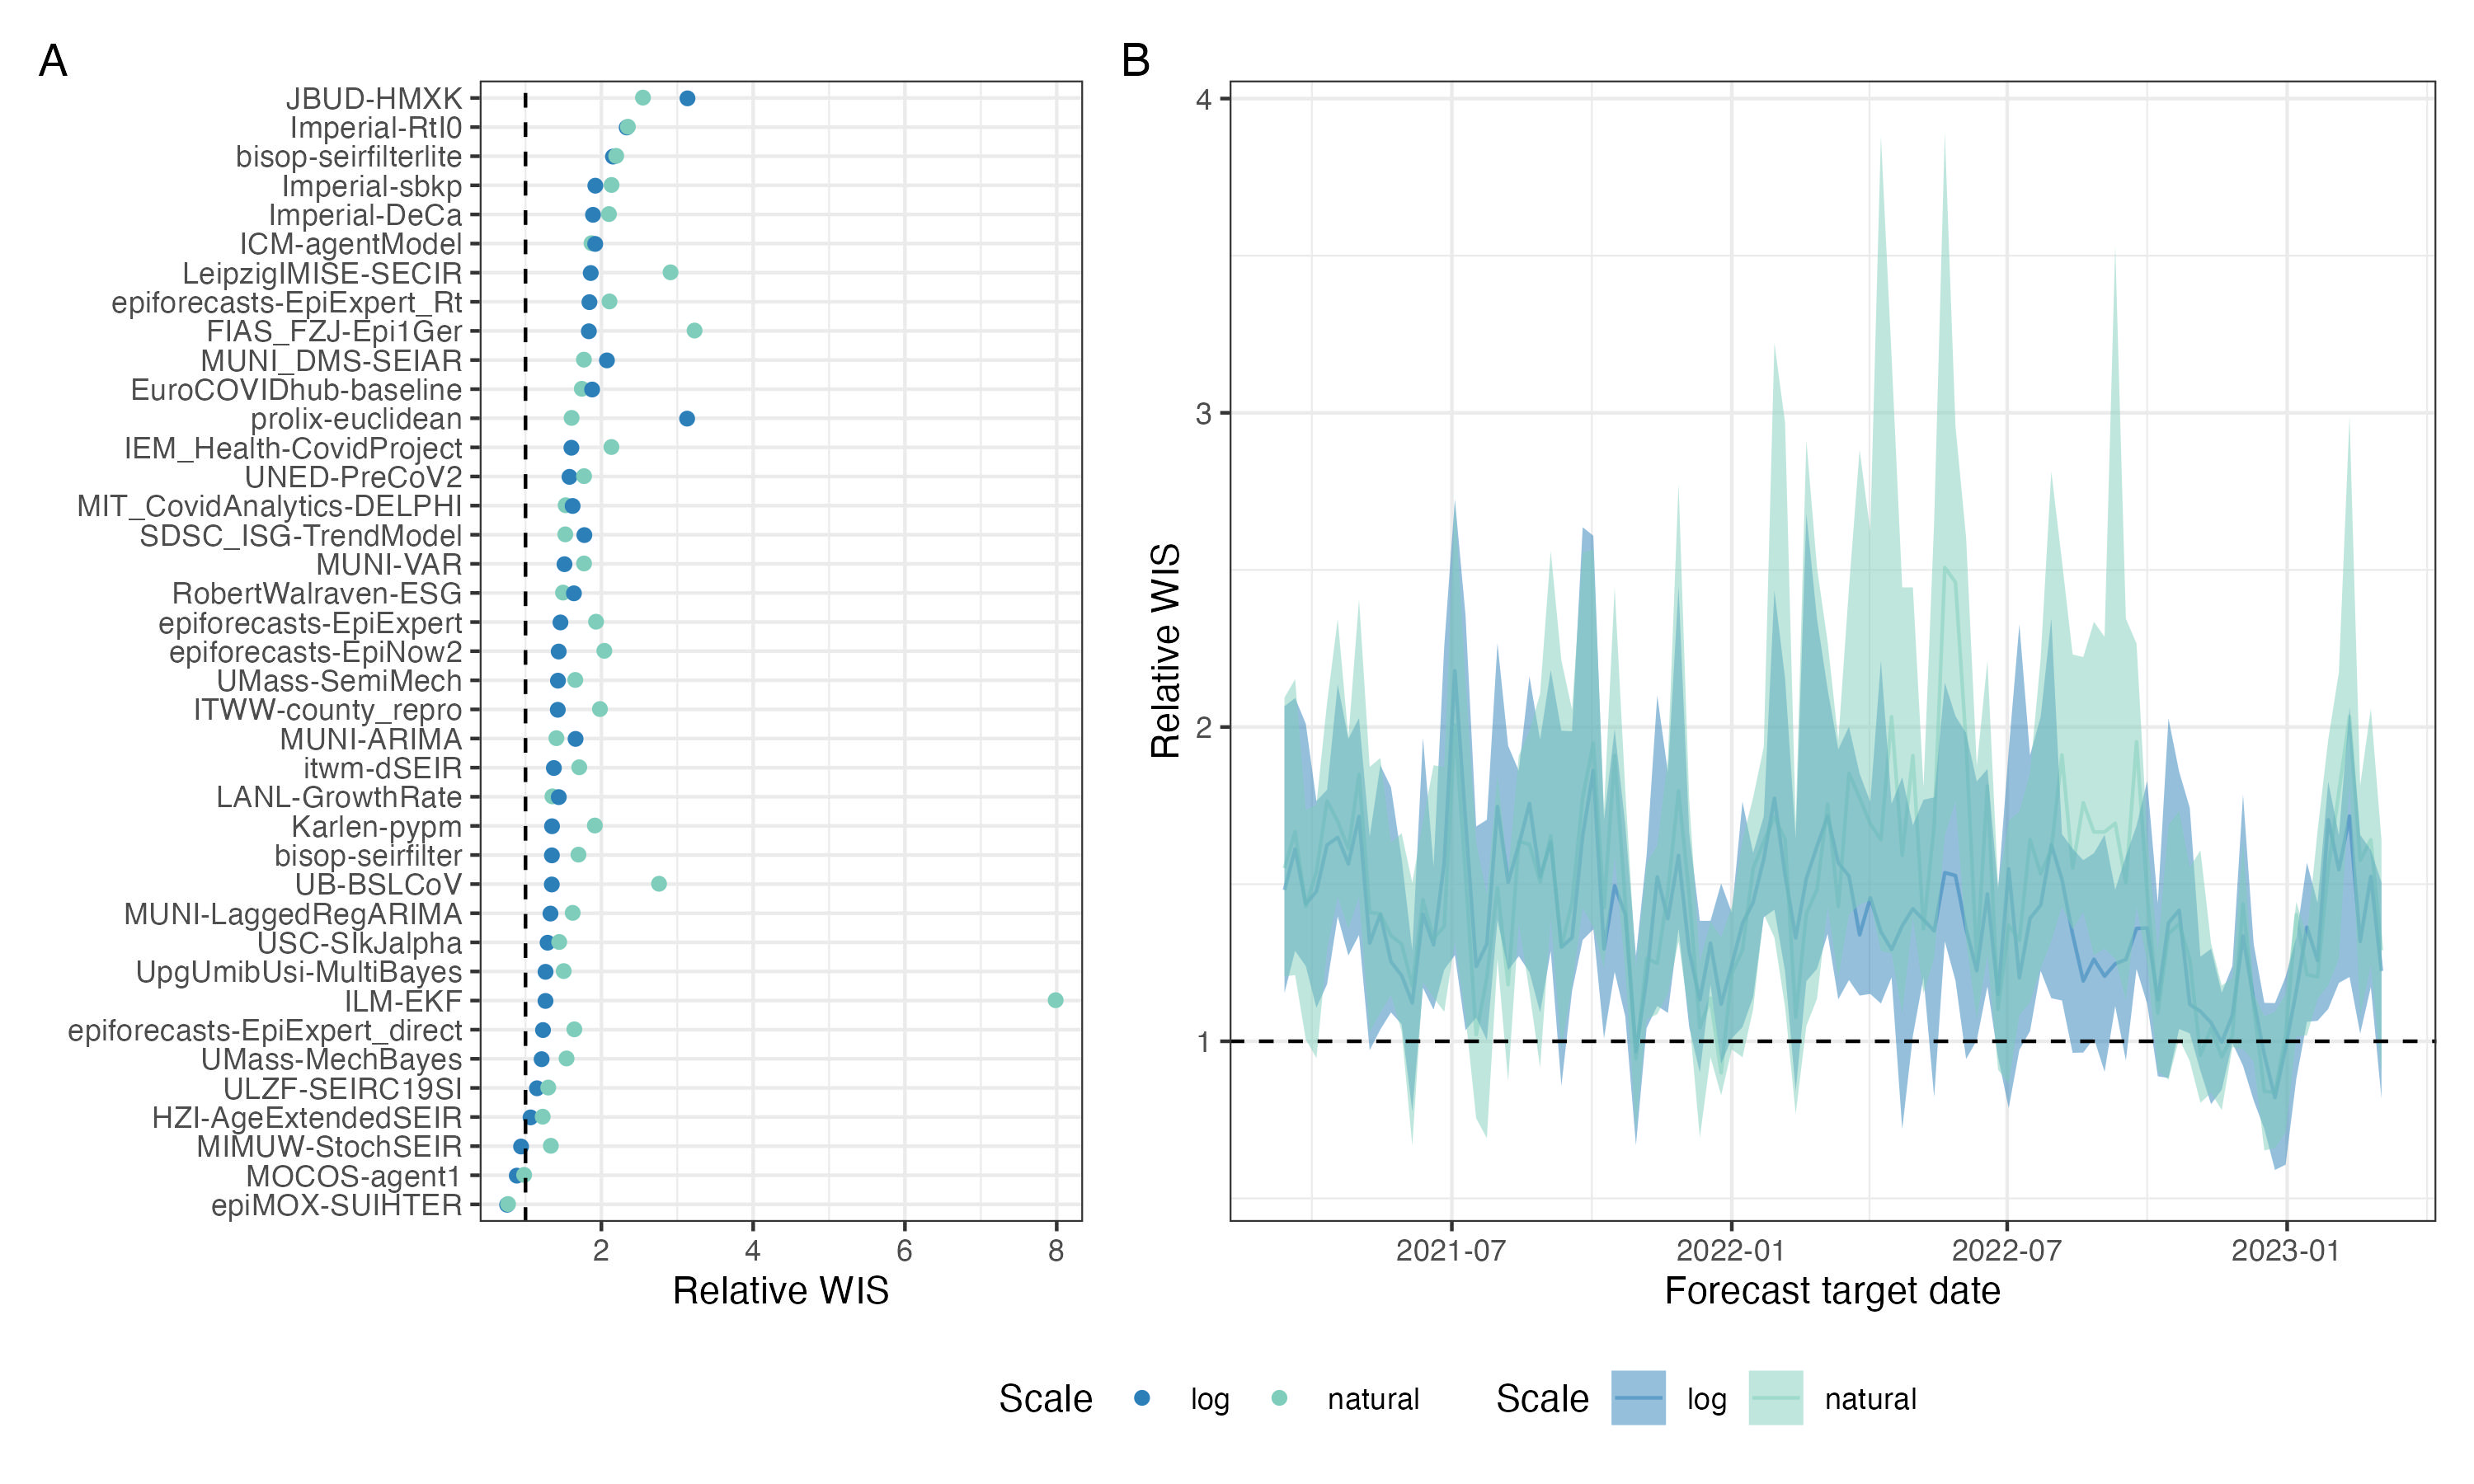 A
JBUD-HMXK
Imperial-RtI0
bisop-seirfilterlite
Imperial-sbkp
Imperial-DeCa
ICM-agentModel
LeipzigIMISE-SECIR
epiforecasts-EpiExpert_Rt
FIAS_FZJ-Epi1Ger
MUNI_DMS-SEIAR
EuroCOVIDhub-baseline
prolix-euclidean
IEM_Health-CovidProject
UNED-PreCoV2
MIT_CovidAnalytics-DELPHI
SDSC_ISG-TrendModel
MUNI-VAR
RobertWalraven-ESG
epiforecasts-EpiExpert
epiforecasts-EpiNow2
UMass-SemiMech
ITWW-county_repro
MUNI-ARIMA
itwm-dSEIR
LANL-GrowthRate
Karlen-pypm
bisop-seirfilter
UB-BSLCoV
MUNI-LaggedRegARIMA
USC-SIkJalpha
UpgUmibUsi-MultiBayes
ILM-EKF
epiforecasts-EpiExpert_direct
UMass-MechBayes
ULZF-SEIRC19SI
HZI-AgeExtendedSEIR
MIMUW-StochSEIR
MOCOS-agent1
epiMOX-SUIHTER
2 4 6 8
Relative WIS
B
4
3
2
1
Relative WIS
2021-07 2022-01 2022-07 2023-01
Forecast target date
Scale log natural Scale log natural